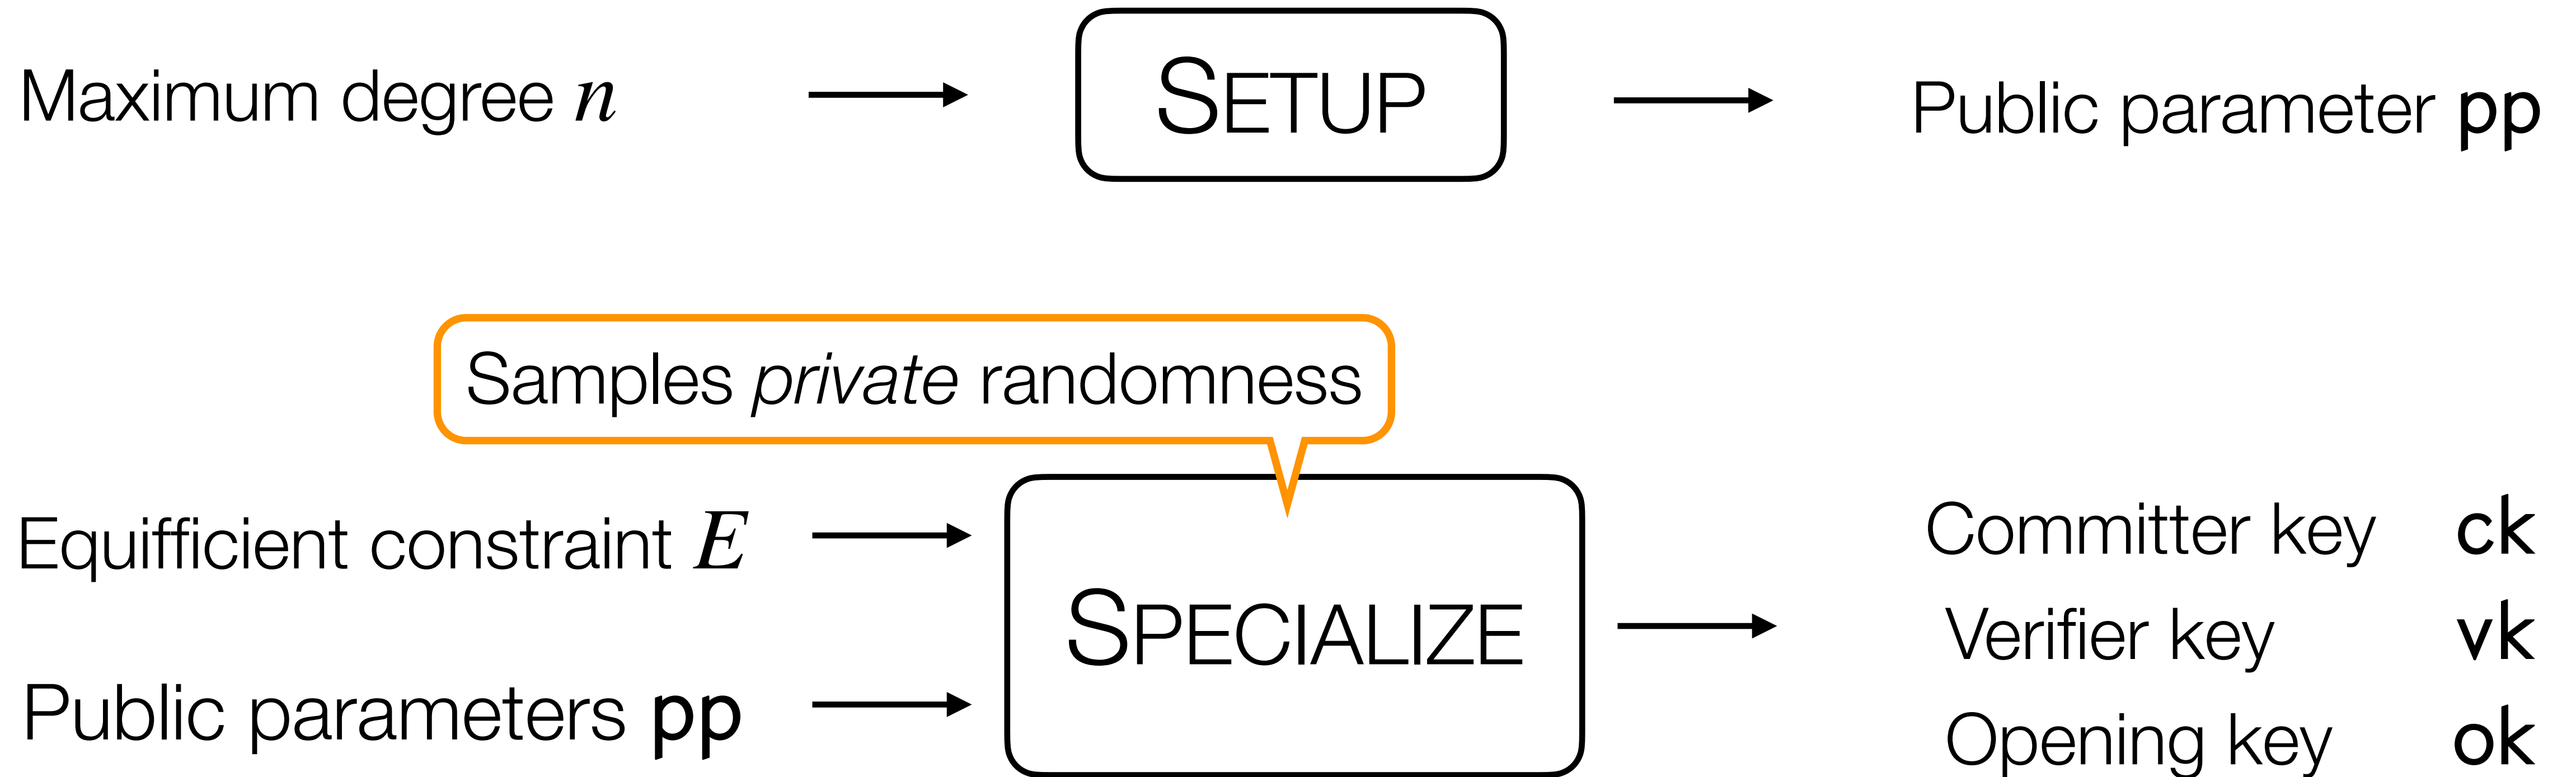 Maximum degree n
SETUP
Public parameter pp
Samples private randomness
Equifficient constraint E
Public parameters pp
SPECIALIZE
Committer key ck
Verifier key vk
Opening key ok